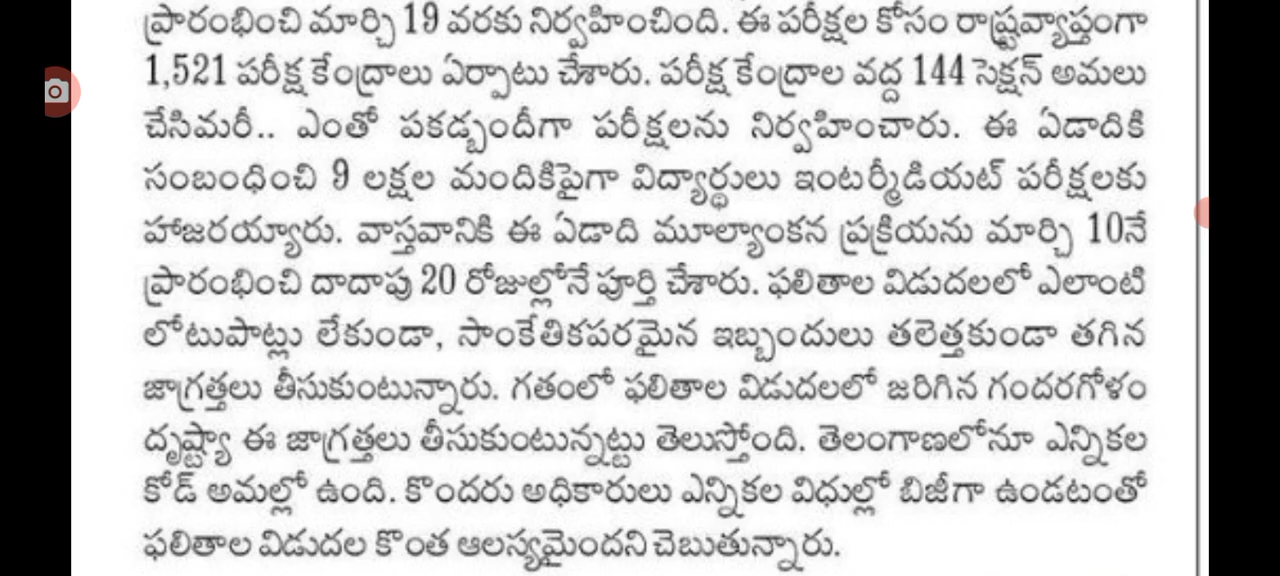 ప్రారంభించి మార్చి 19 వరకు నిర్వహించింది. ఈ పరీక్షల కోసం రాష్ట్రవ్యాప్తంగా
1,521 పరీక్ష కేంద్రాలు ఏర్పాటు చేశారు. పరీక్ష కేంద్రాల వద్ద 144 సెక్షన్ అమలు
చేసిమరీ.. ఎంతో పకడ్బందీగా పరీక్షలను నిర్వహించారు. ఈ ఏడాదికి
సంబంధించి 9 లక్షల మందికిపైగా విద్యార్థులు ఇంటర్మీడియట్ పరీక్షలకు
హాజరయ్యారు. వాస్తవానికి ఈ ఏడాది మూల్యాంకన ప్రక్రియను మార్చి 10నే
ప్రారంభించి దాదాపు 20 రోజుల్లోనే పూర్తి చేశారు. ఫలితాల విడుదలలో ఎలాంటి
లోటుపాట్లు లేకుండా, సాంకేతికపరమైన ఇబ్బందులు తలెత్తకుండా తగిన
జాగ్రత్తలు తీసుకుంటున్నారు. గతంలో ఫలితాల విడుదలలో జరిగిన గందరగోళం
దృష్ట్యా ఈ జాగ్రత్తలు తీసుకుంటున్నట్టు తెలుస్తోంది. తెలంగాణలోనూ ఎన్నికల
కోడ్ అమల్లో ఉంది. కొందరు అధికారులు ఎన్నికల విధుల్లో బిజీగా ఉండటంతో
ఫలితాల విడుదల కొంత ఆలస్యమైందని చెబుతున్నారు.